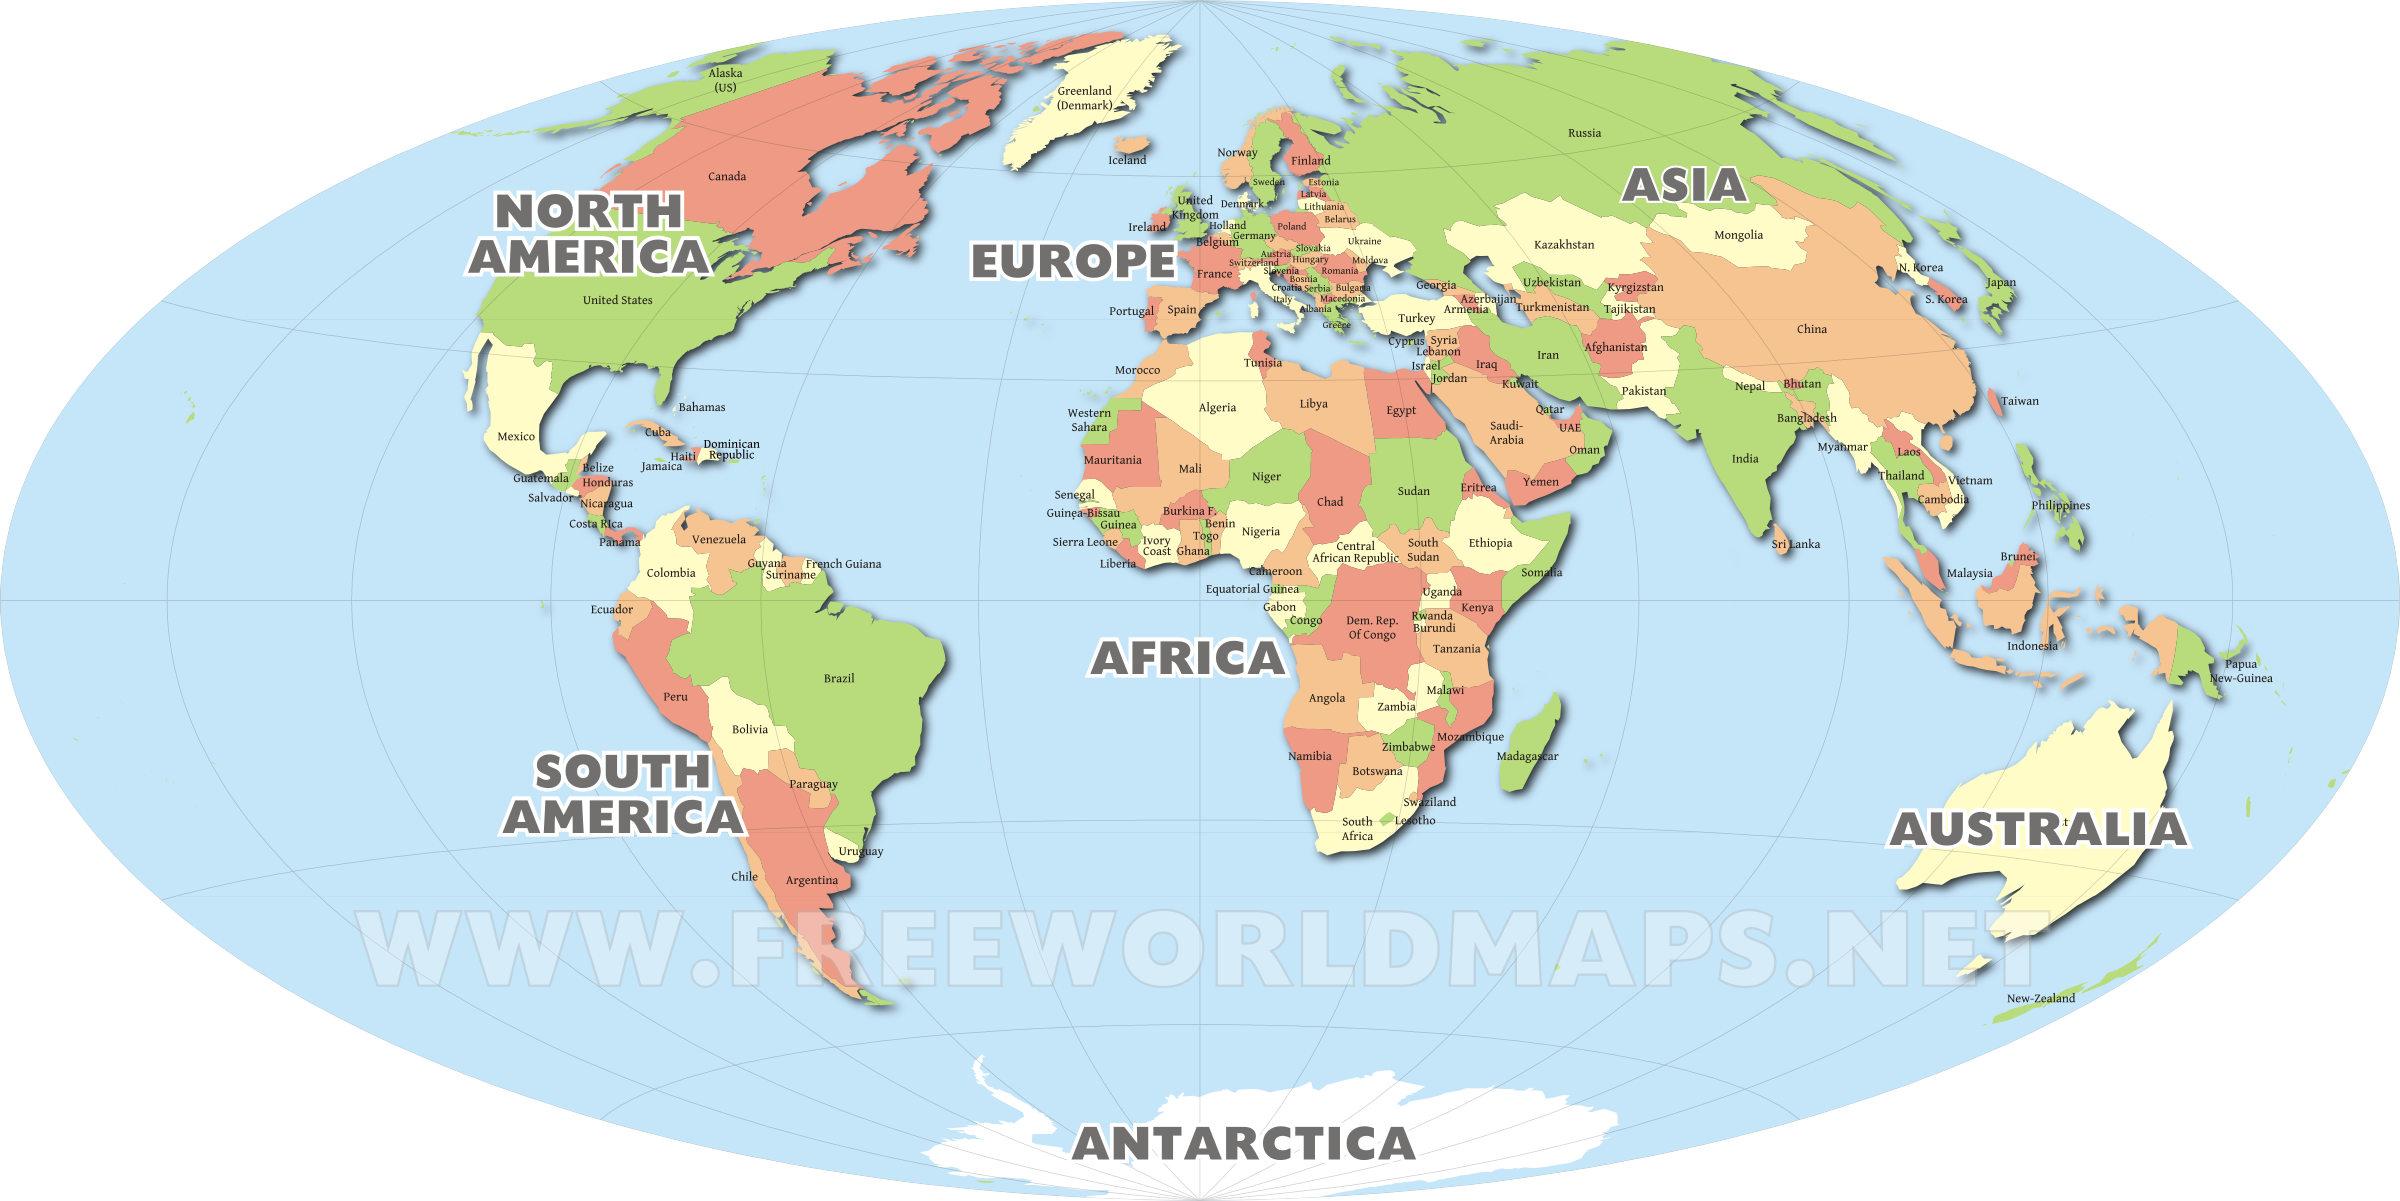 Alaska
(US)
Greenland
(Denmark)
Iceland
Canada
NORTH
AMERICA
United States
Mexico
Bahamas
Cuba
Haiti
Dominican
Republic
Jamaica
Belize
Guatemala
Honduras
Salvador
Nicaragua
Costa RIca
Panama
Venezuela
Colombia
Guyana
Suriname
French Guiana
Ecuador
Peru
Brazil
Bolivia
Paraguay
SOUTH
AMERICA
Uruguay
Chile
Argentina
EUROPE
Norway
Finland
Sweden
Estonia
Latvia
Lithuania
Belarus
United
Kingdom
Ireland
Denmark
Holland
Belgium
Germany
Poland
Ukraine
Slovakia
Austria
Hungary
Moldova
Switzerland
Slovenia
Romania
France
Bosnia
Croatia
Serbia
Bulgaria
Italy
Macedonia
Albania
Greece
Portugal
Spain
ASIA
Russia
Kazakhstan
Mongolia
Georgia
Azerbaijan
Armenia
Uzbekistan
Turkmenistan
Kyrgizstan
Tajikistan
N. Korea
S. Korea
Japan
China
Turkey
Cyprus
Syria
Lebanon
Israel
Jordan
Iraq
Kuwait
Iran
Afghanistan
Pakistan
Nepal
Bhutan
Bangladesh
India
Qatar
UAE
Saudi-
Arabia
Oman
Yemen
Taiwan
Myanmar
Laos
Thailand
Vietnam
Cambodia
Philippines
Sri Lanka
Brunei
Malaysia
Indonesia
Papua
New-Guinea
AFRICA
Morocco
Tunisia
Algeria
Libya
Egypt
Western
Sahara
Mauritania
Mali
Niger
Chad
Sudan
Eritrea
Senegal
Guinea-Bissau
Guinea
Sierra Leone
Liberia
Ivory
Coast
Burkina F.
Ghana
Togo
Benin
Nigeria
Cameroon
Central
African Republic
South
Sudan
Ethiopia
Somalia
Equatorial Guinea
Gabon
Congo
Dem. Rep.
Of Congo
Uganda
Kenya
Rwanda
Burundi
Tanzania
Angola
Zambia
Malawi
Mozambique
Zimbabwe
Namibia
Botswana
Madagascar
Swaziland
Lesotho
South
Africa
AUSTRALIA
New-Zealand
WWW.FREEWORLDMAPS.NET
ANTARCTICA